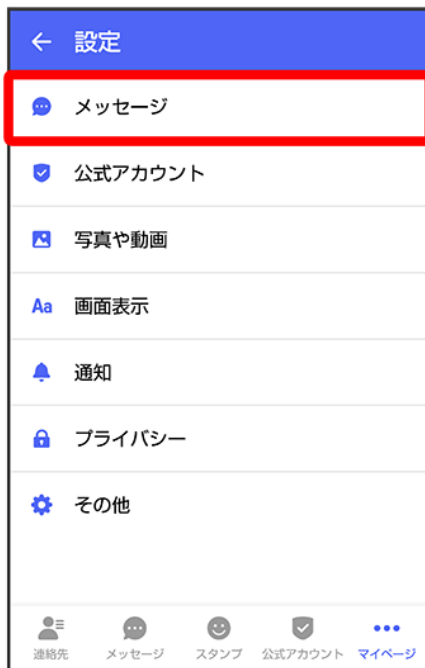 設定
メッセージ
公式アカウント
写真や動画
Aa 画面表示
通知
プライバシー
その他
連絡先 メッセージ スタンプ 公式アカウント マイページ